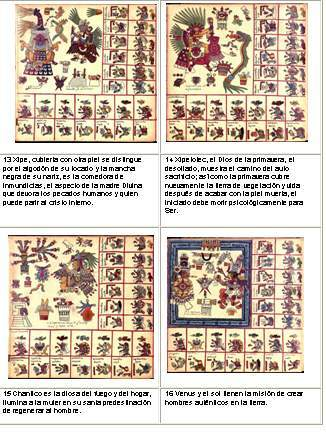 13 Xipe, cubierta con otra piel se distingue
por el algodón de su tocado y la mancha
negra de su nariz, es la comedora de
inmundicias, el aspecto de la madre Divina
que devora los pecados humanos y quien
puede parir al cristo interno.
14 Xipetotec, el Dios de la primavera, el
desollado, muestra el camino del auto
sacrificio; así como la primavera cubre
nuevamente la tierra de vegetación y vida
después de acabar con la piel muerta, el
iniciado debe morir psicológicamente para
Ser.
15 Chantico es la diosa del fuego y del hogar,
ilumina a la mujer en su santa predestinación
de regenerar al hombre.
16 Venus y el sol tienen la misión de crear
hombres auténticos en la tierra.